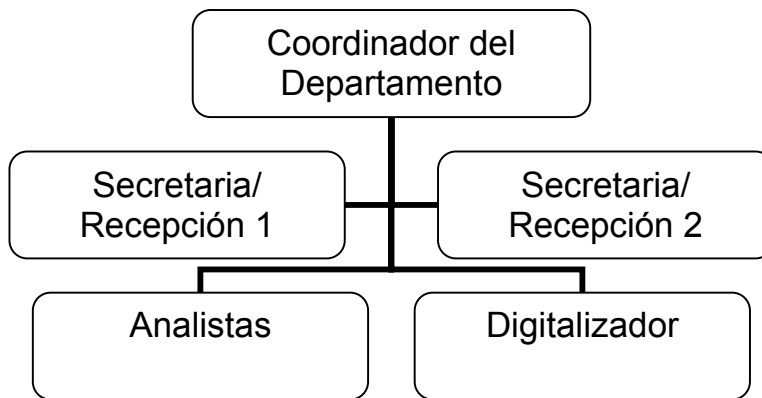 Coordinador del
Departamento
Secretaria/
Recepción 1
Secretaria/
Recepción 2
Analistas
Digitalizador